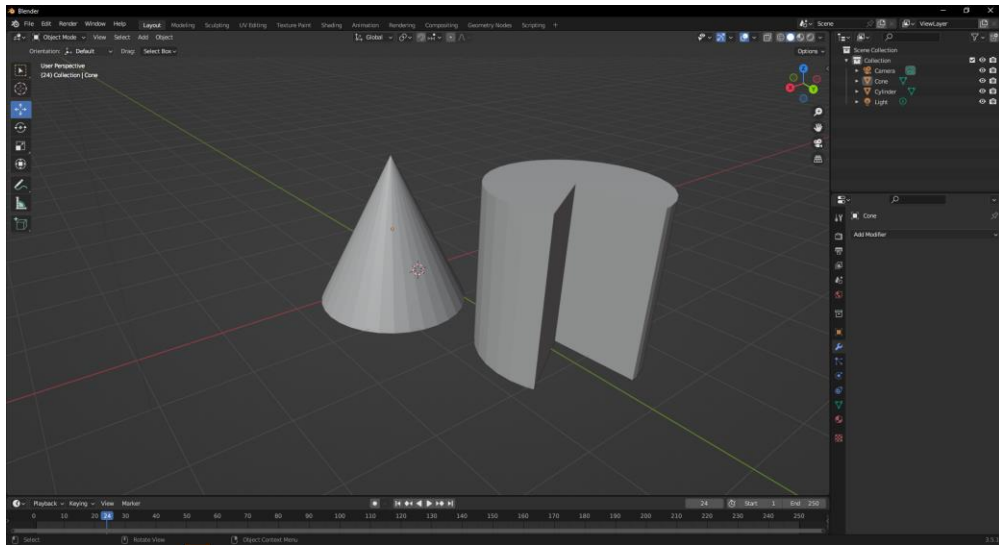 Blender
File Edit Render Window Help Layout Modeling Sculpting UV Editing Texture Paint Shading Animation Rendering Compositing Geometry Nodes Scripting + Scene ViewLayer
Object Mode View Select Add Object Global
Orientation: Default Drag: Select Box Options
User Perspective
(24) Collection | Cone
Scene Collection
Collection
Camera
Cone
Cylinder
Light
Cone
Add Modifier
Playback Keying View Marker 24 Start 1 End 250
0 10 20 24 30 40 50 60 70 80 90 100 110 120 130 140 150 160 170 180 190 200 210 220 230 240 250
Select Rotate View Object Context Menu 3.5.1